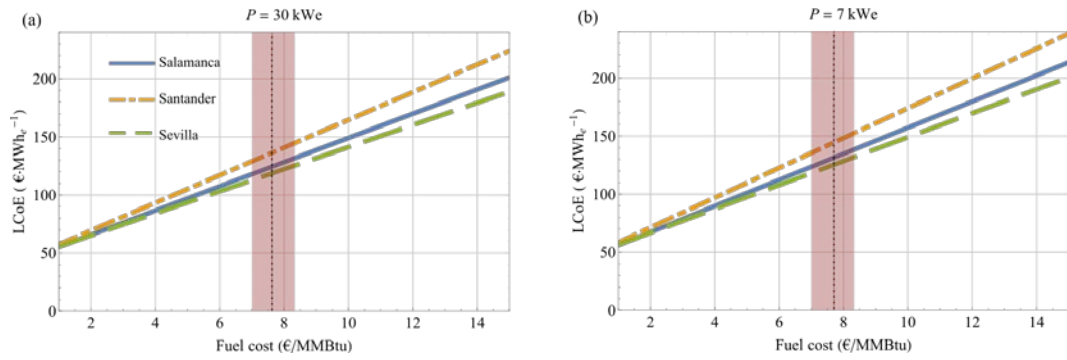 (a)
P = 30 kWe
LCoE ( €·MWhₑ⁻¹)
200
150
100
50
0
Salamanca
Santander
Sevilla
2 4 6 8 10 12 14
Fuel cost (€/MMBtu)
(b)
P = 7 kWe
LCoE ( €·MWhₑ⁻¹)
200
150
100
50
0
2 4 6 8 10 12 14
Fuel cost (€/MMBtu)